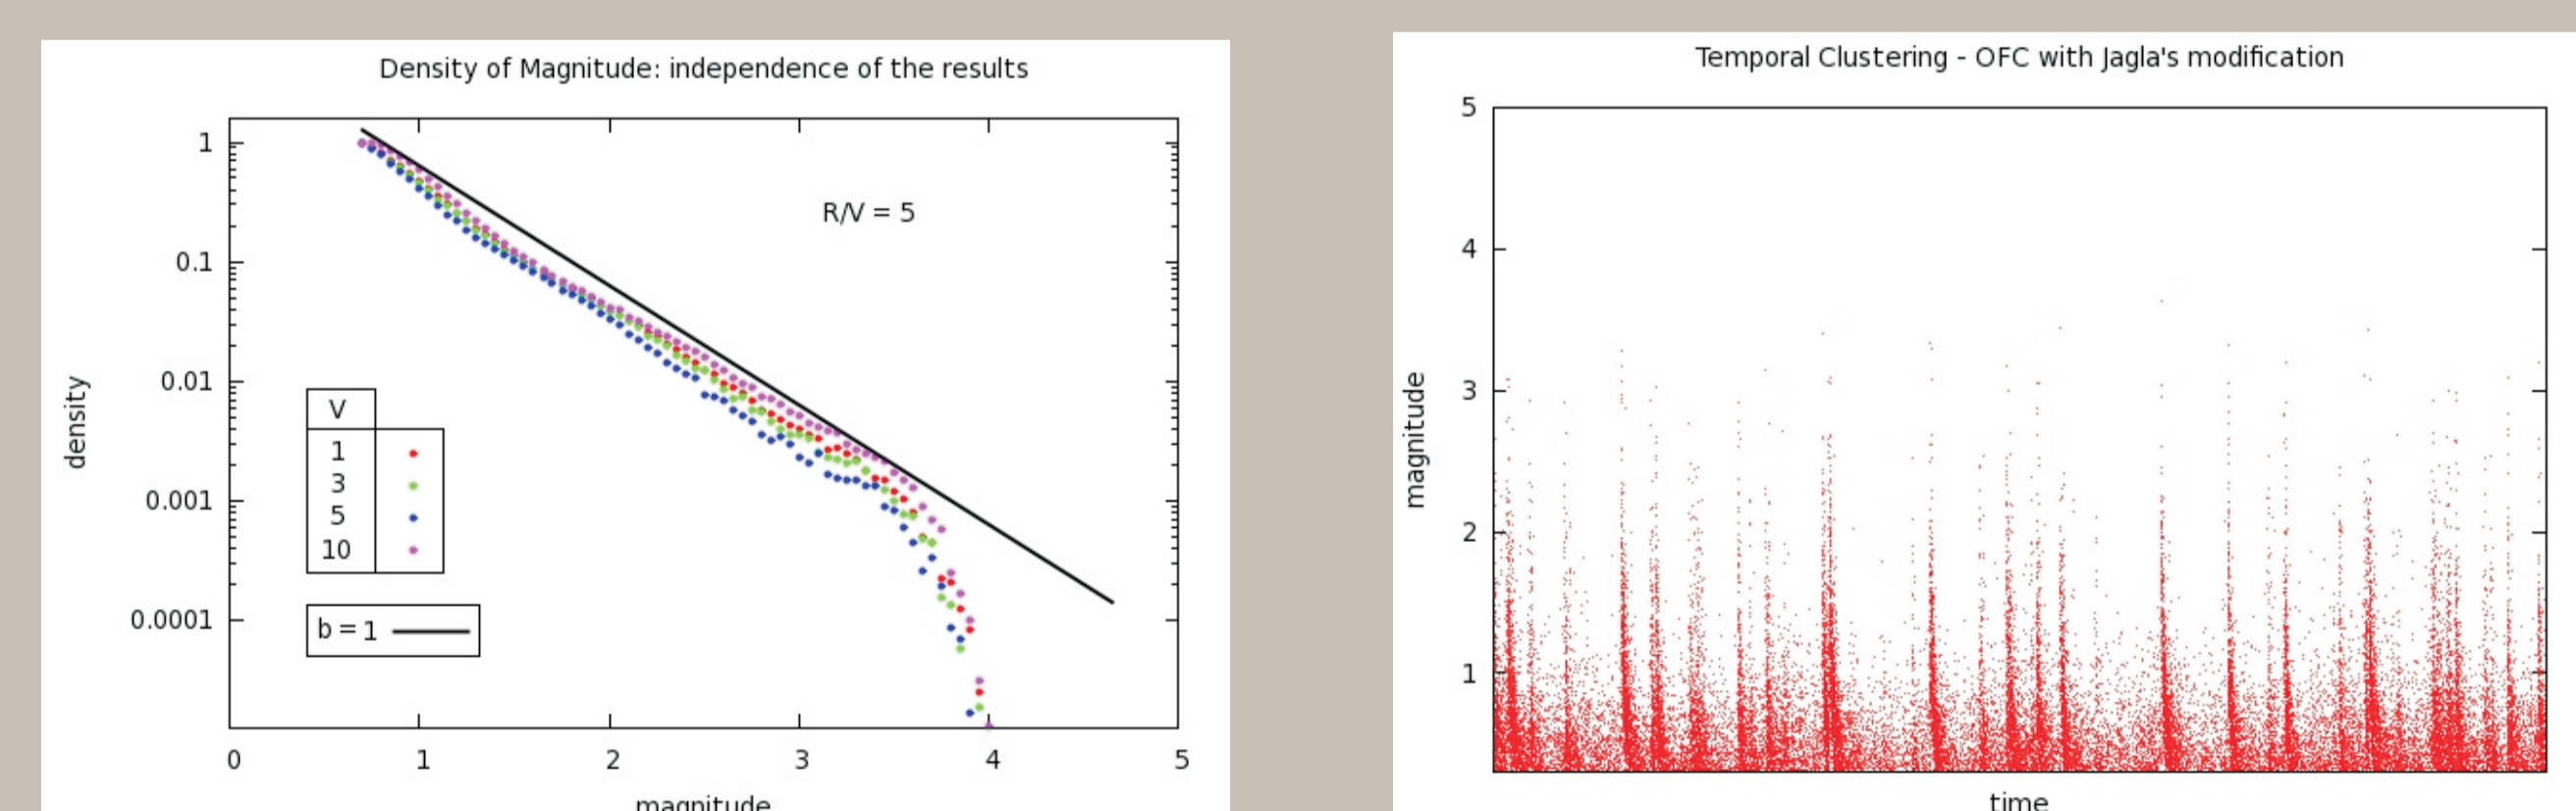 Density of Magnitude: independence of the results
1
0.1
0.01
0.001
0.0001
density
R/V = 5
V
1
3
5
10
b = 1
0 1 2 3 4 5
magnitude
Temporal Clustering - OFC with Jagla's modification
5
4
3
2
1
magnitude
time